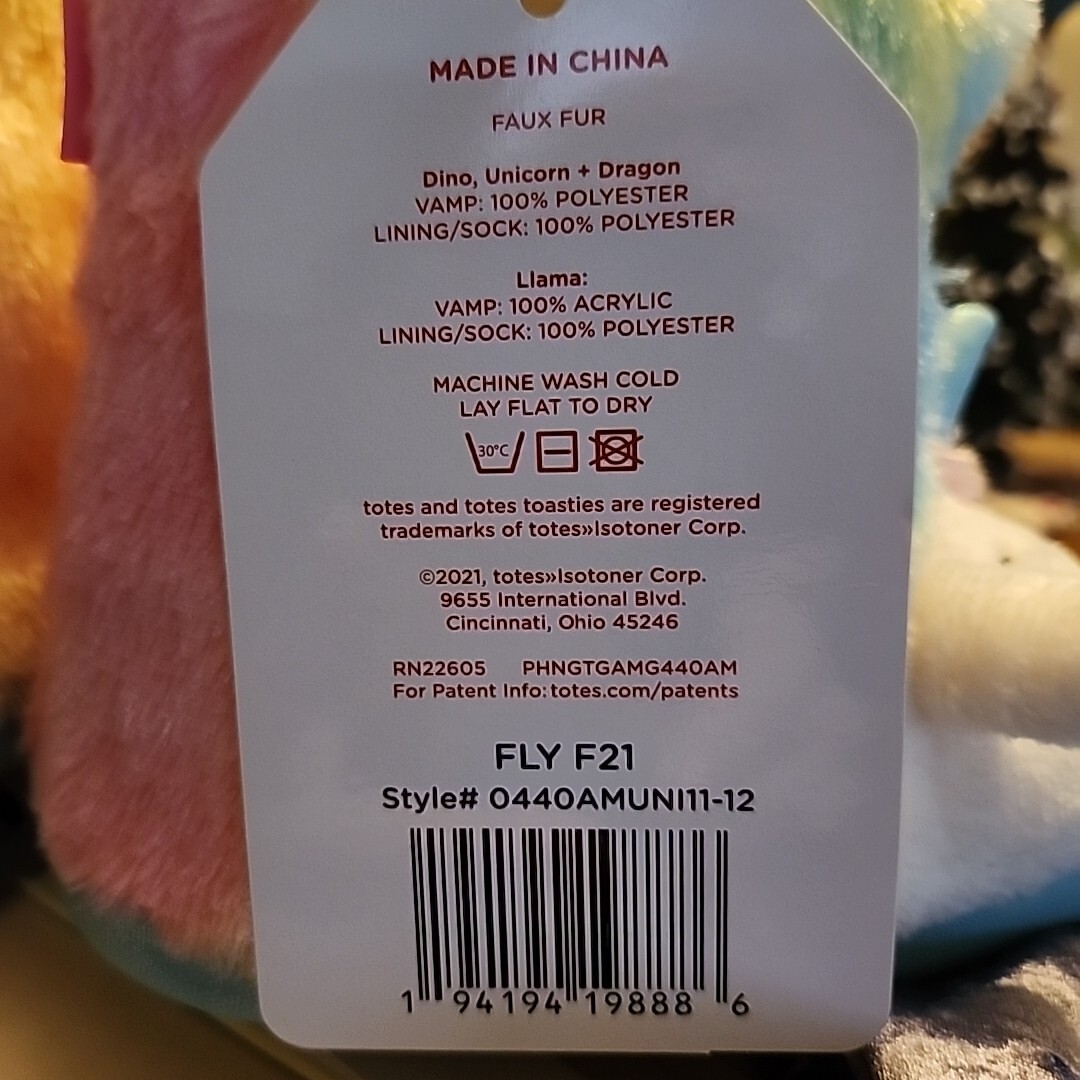 MADE IN CHINA
FAUX FUR
Dino, Unicorn + Dragon
VAMP: 100% POLYESTER
LINING/SOCK: 100% POLYESTER
Llama:
VAMP: 100% ACRYLIC
LINING/SOCK: 100% POLYESTER
MACHINE WASH COLD
LAY FLAT TO DRY
30°C
totes and totes toasties are registered
trademarks of totes»Isotoner Corp.
©2021, totes»Isotoner Corp.
9655 International Blvd.
Cincinnati, Ohio 45246
RN22605 PHNGTGAMG440AM
For Patent Info: totes.com/patents
FLY F21
Style# 0440AMUNI11-12
1 94194 19888 6